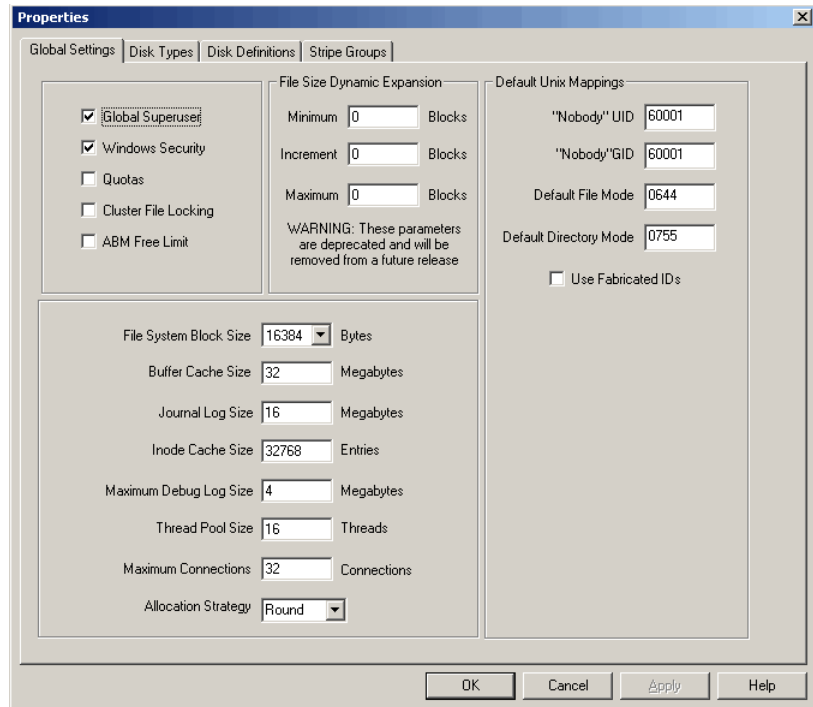 Properties
Global Settings Disk Types Disk Definitions Stripe Groups
Global Superuser
Windows Security
Quotas
Cluster File Locking
ABM Free Limit
File Size Dynamic Expansion
Minimum 0 Blocks
Increment 0 Blocks
Maximum 0 Blocks
WARNING: These parameters
are deprecated and will be
removed from a future release
Default Unix Mappings
"Nobody" UID 60001
"Nobody"GID 60001
Default File Mode 0644
Default Directory Mode 0755
Use Fabricated IDs
File System Block Size 16384 Bytes
Buffer Cache Size 32 Megabytes
Journal Log Size 16 Megabytes
Inode Cache Size 32768 Entries
Maximum Debug Log Size 4 Megabytes
Thread Pool Size 16 Threads
Maximum Connections 32 Connections
Allocation Strategy Round
OK Cancel Apply Help